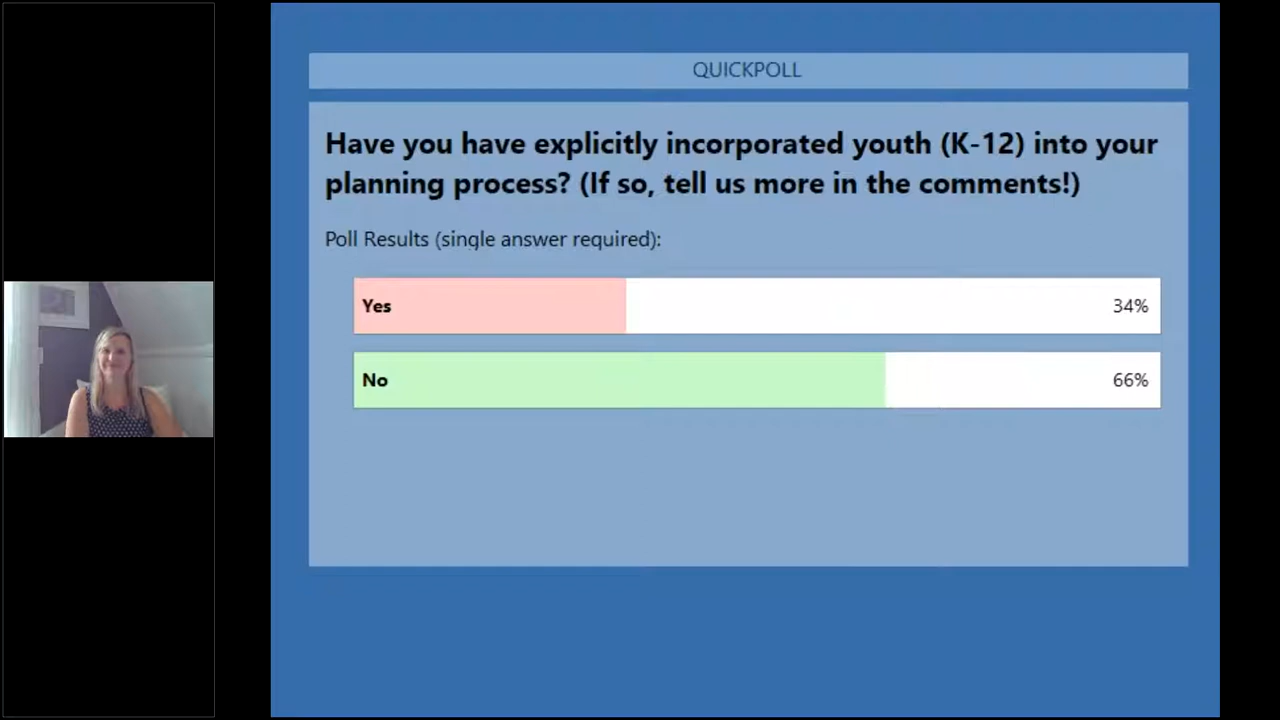 QUICKPOLL
Have you have explicitly incorporated youth (K-12) into your
planning process? (If so, tell us more in the comments!)
Poll Results (single answer required):
Yes 34%
No 66%